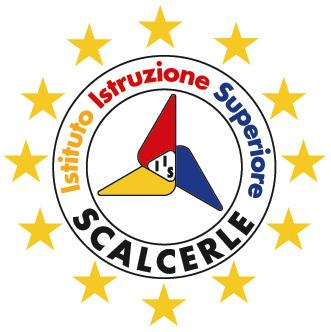 Istituto Istruzione Superiore
IIS
SCALCERLE